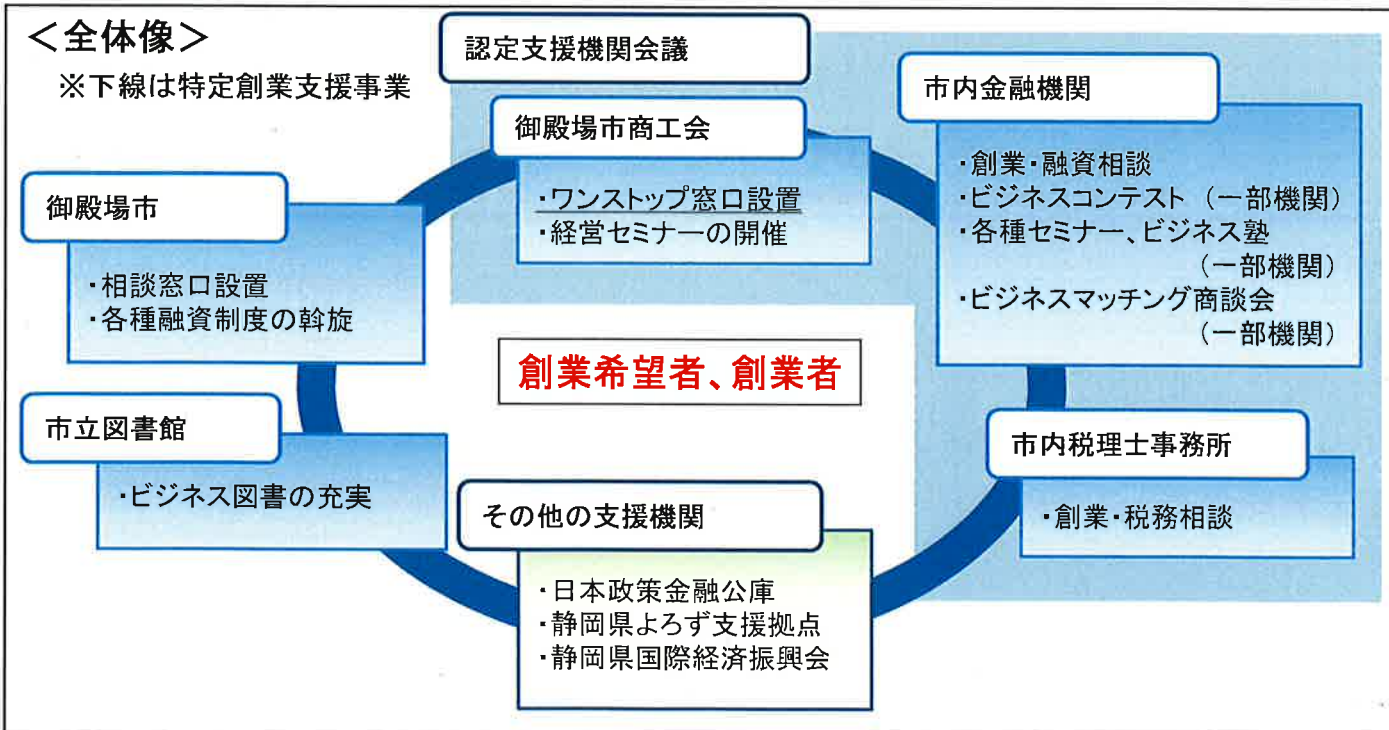 ＜全体像＞
※下線は特定創業支援事業
認定支援機関会議
御殿場市商工会
・ワンストップ窓口設置
・経営セミナーの開催
市内金融機関
・創業・融資相談
・ビジネスコンテスト（一部機関）
・各種セミナー、ビジネス塾
（一部機関）
・ビジネスマッチング商談会
（一部機関）
御殿場市
・相談窓口設置
・各種融資制度の斡旋
創業希望者、創業者
市立図書館
・ビジネス図書の充実
市内税理士事務所
・創業・税務相談
その他の支援機関
・日本政策金融公庫
・静岡県よろず支援拠点
・静岡県国際経済振興会